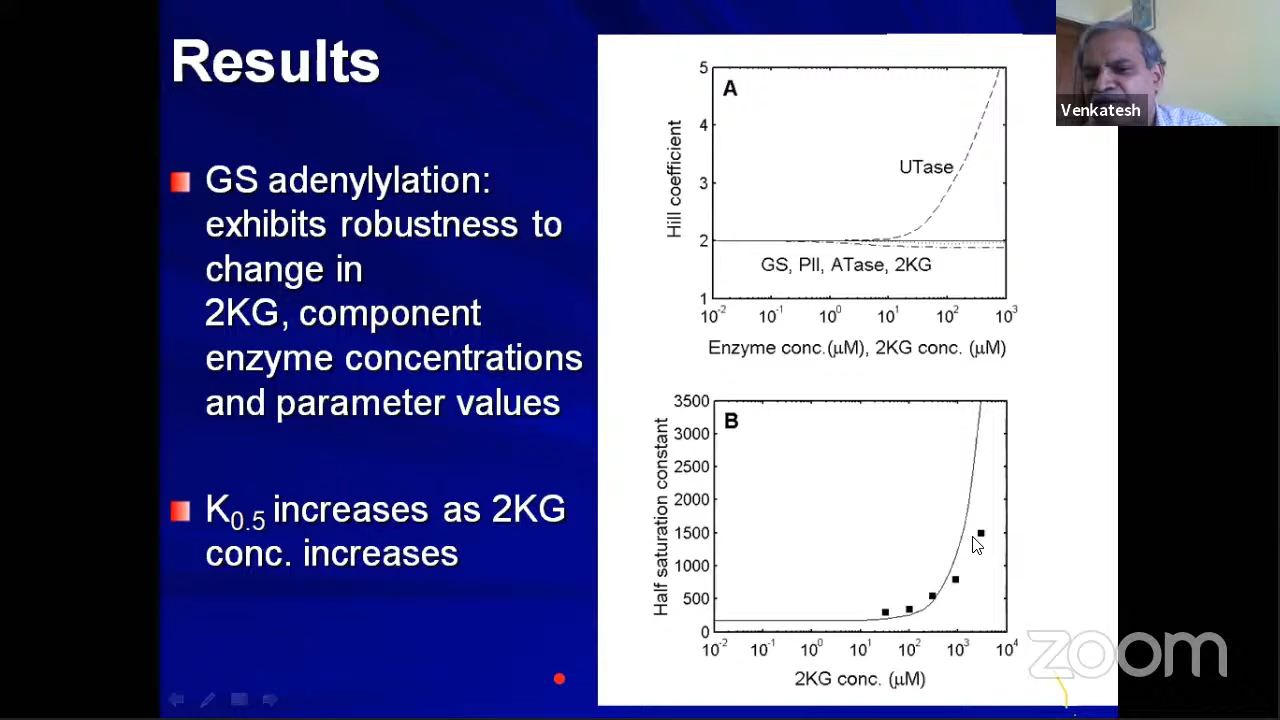 Results
GS adenylylation:
exhibits robustness to
change in
2KG, component
enzyme concentrations
and parameter values
K0.5 increases as 2KG
conc. increases
A
5
4
3
2
1
Hill coefficient
UTase
GS, PII, ATase, 2KG
10-2 10-1 100 101 102 103
Enzyme conc.(μM), 2KG conc. (μM)
B
3500
3000
2500
2000
1500
1000
500
0
Half saturation constant
10-2 10-1 100 101 102 103 104
2KG conc. (μM)
Venkatesh
zoom